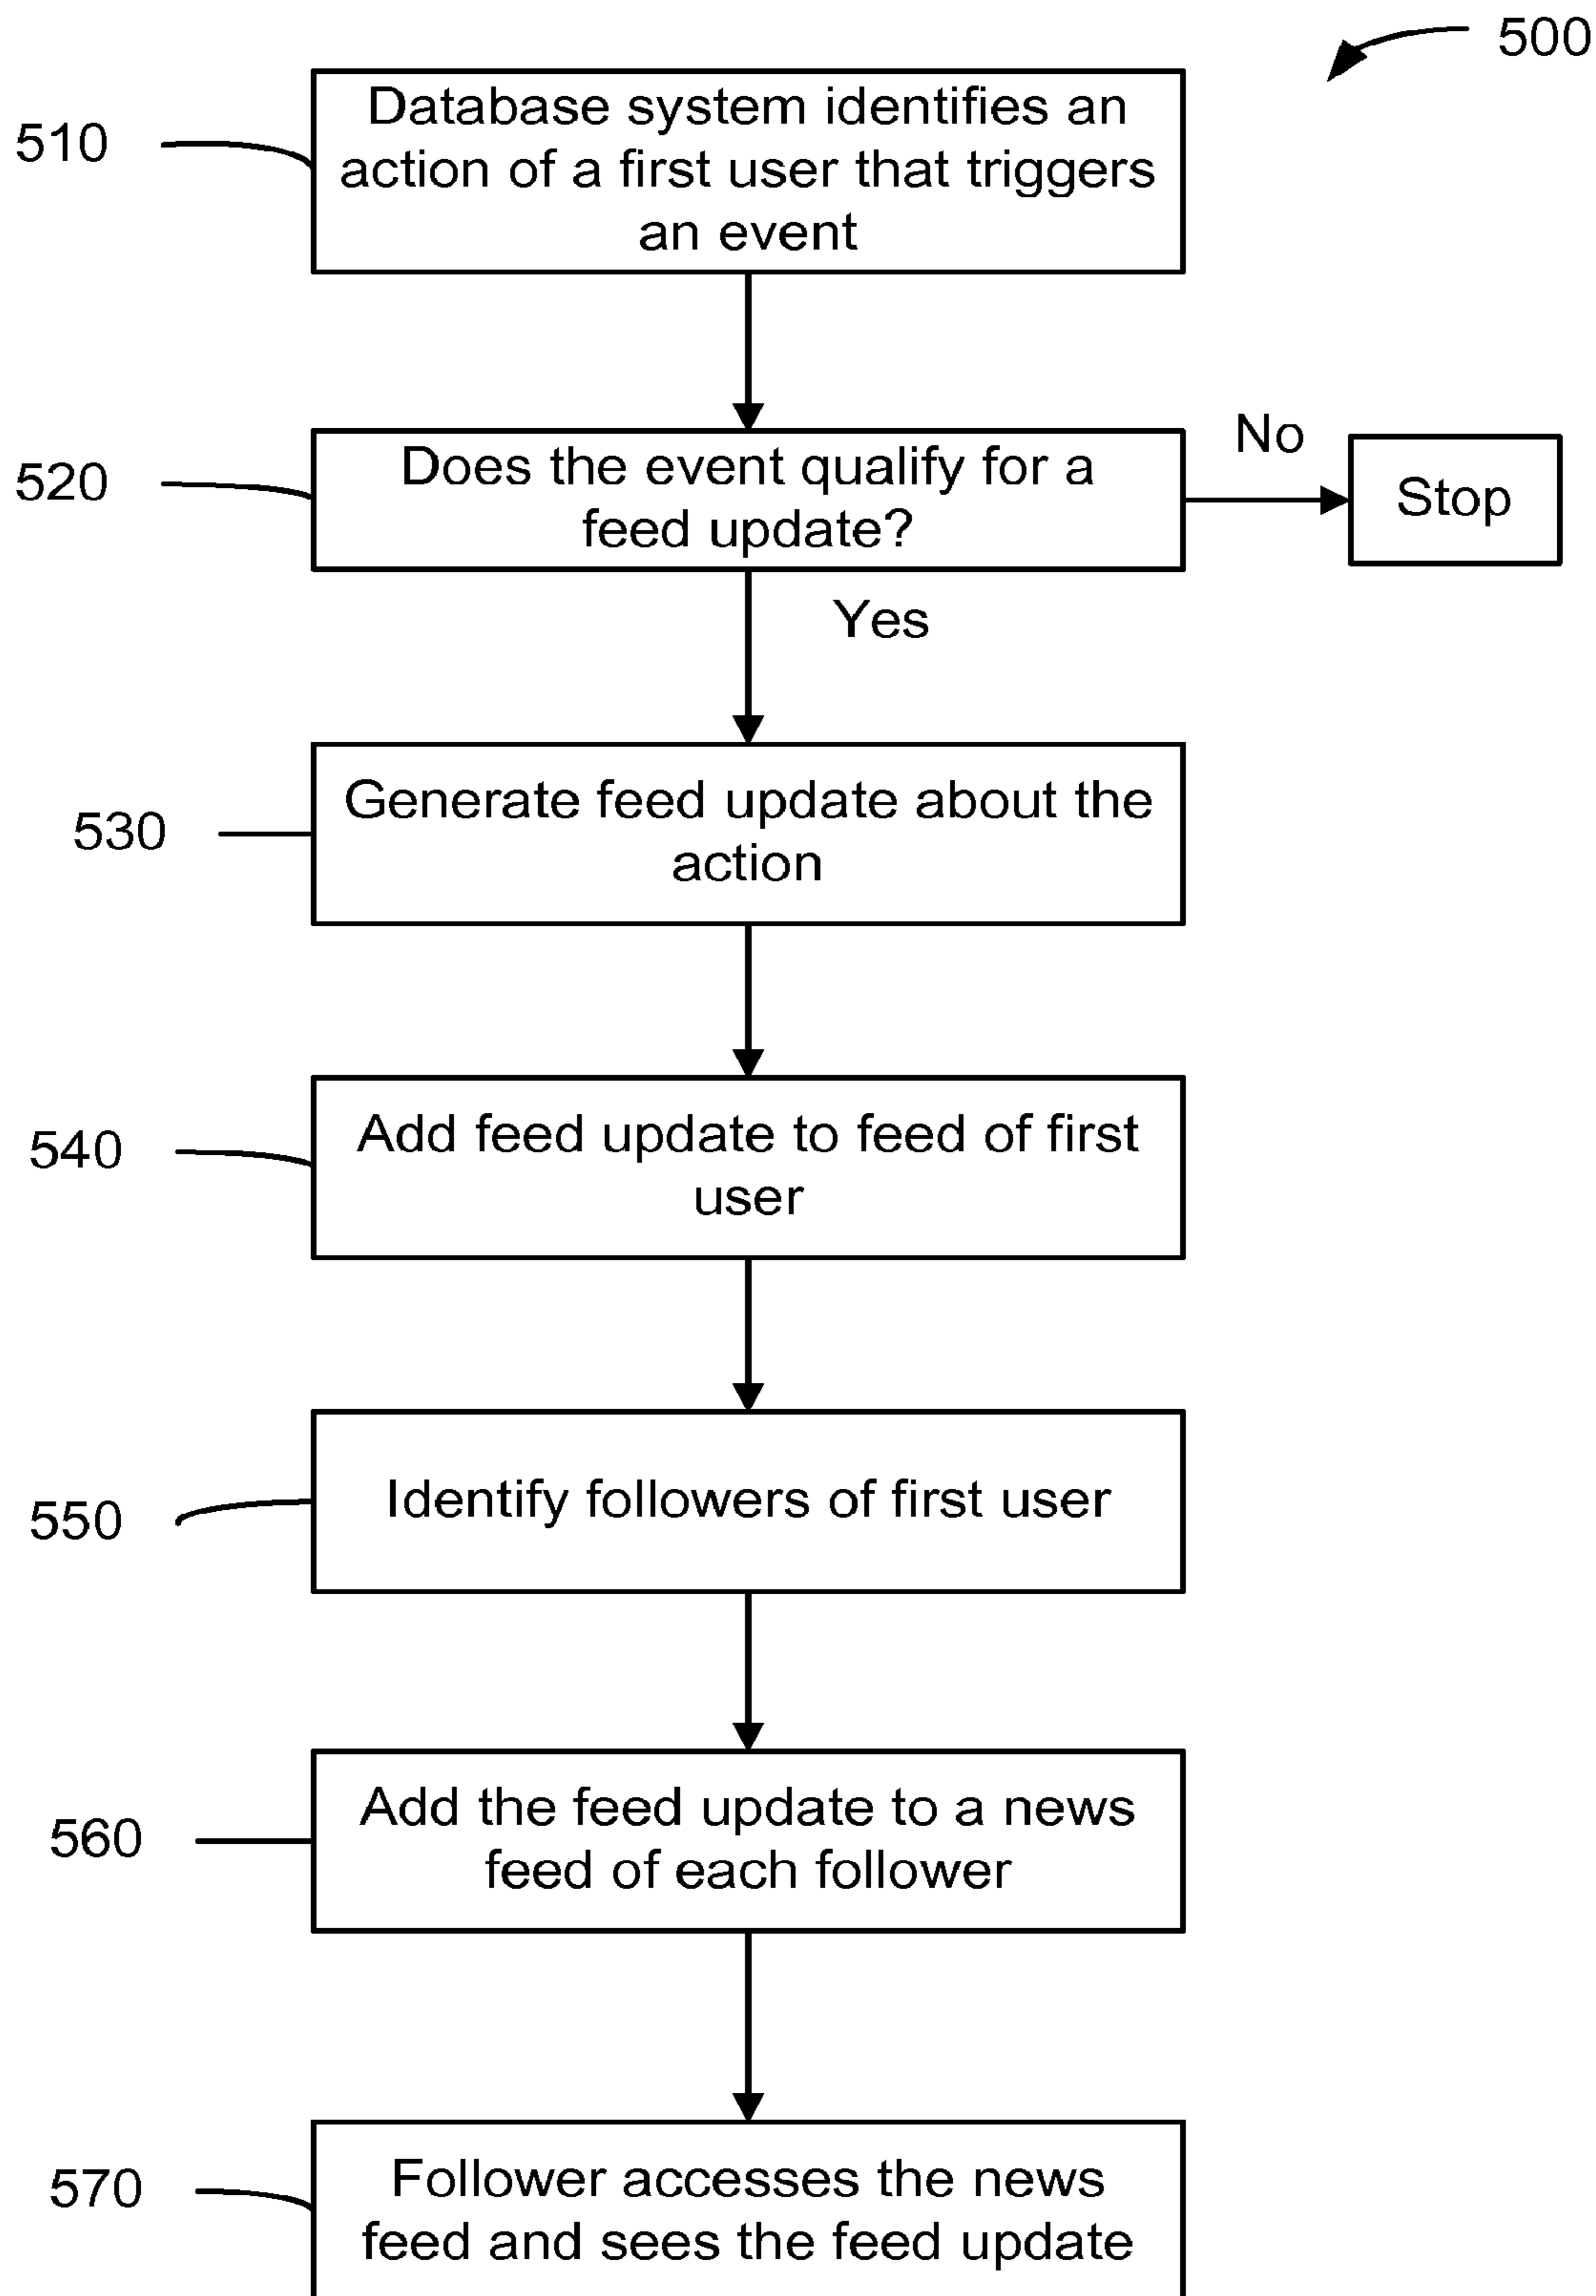 500
510
Database system identifies an
action of a first user that triggers
an event
520
Does the event qualify for a
feed update?
No
Stop
Yes
530
Generate feed update about the
action
540
Add feed update to feed of first
user
550
Identify followers of first user
560
Add the feed update to a news
feed of each follower
570
Follower accesses the news
feed and sees the feed update